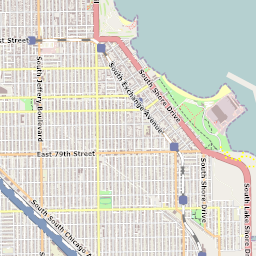 st Street
South Shore Drive
South Exchange Avenue
South Jeffery Boulevard
East 79th Street
South Shore Drive
South Lake Shore D
South South Chicago A